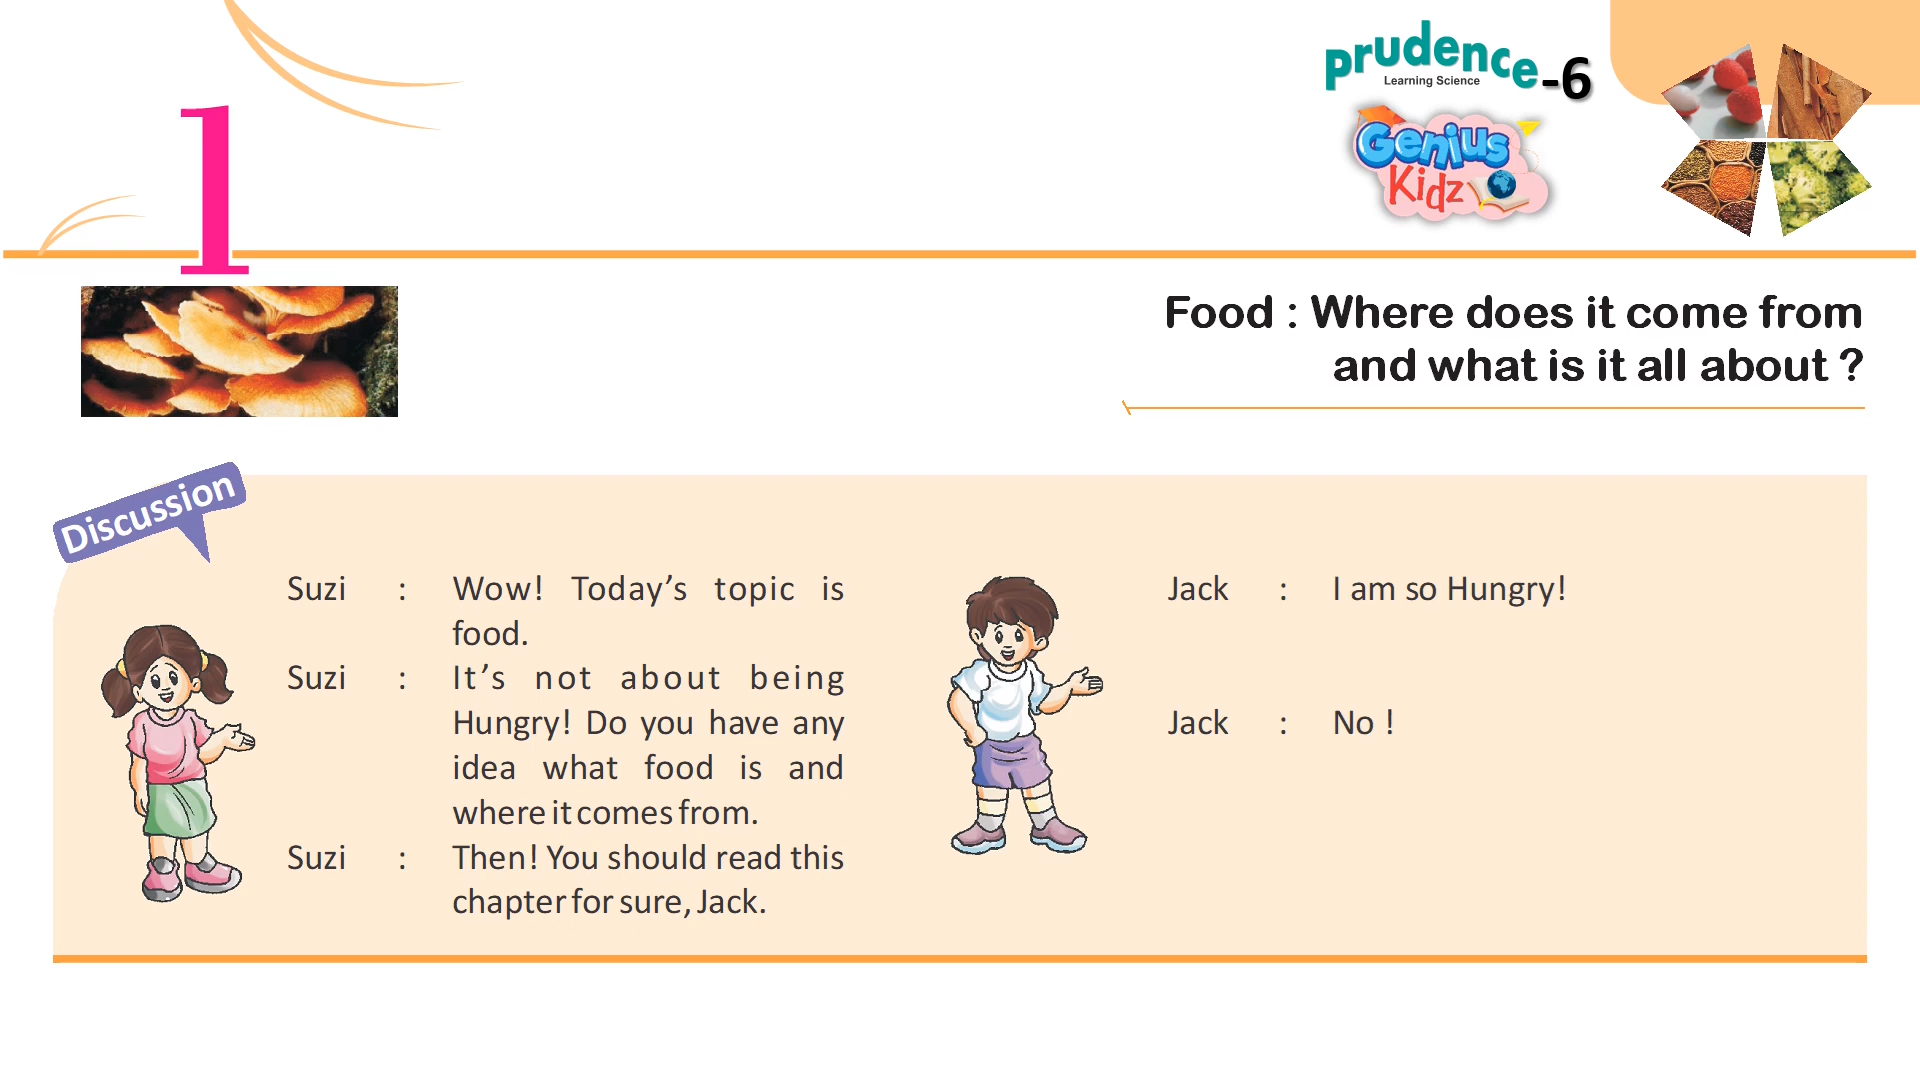 prudence-6
Learning Science
Genius
Kidz
1
Food : Where does it come from
and what is it all about ?
Discussion
Suzi : Wow! Today’s topic is
food.
Jack : I am so Hungry!
Suzi : It’s not about being
Hungry! Do you have any
idea what food is and
where it comes from.
Jack : No !
Suzi : Then! You should read this
chapter for sure, Jack.